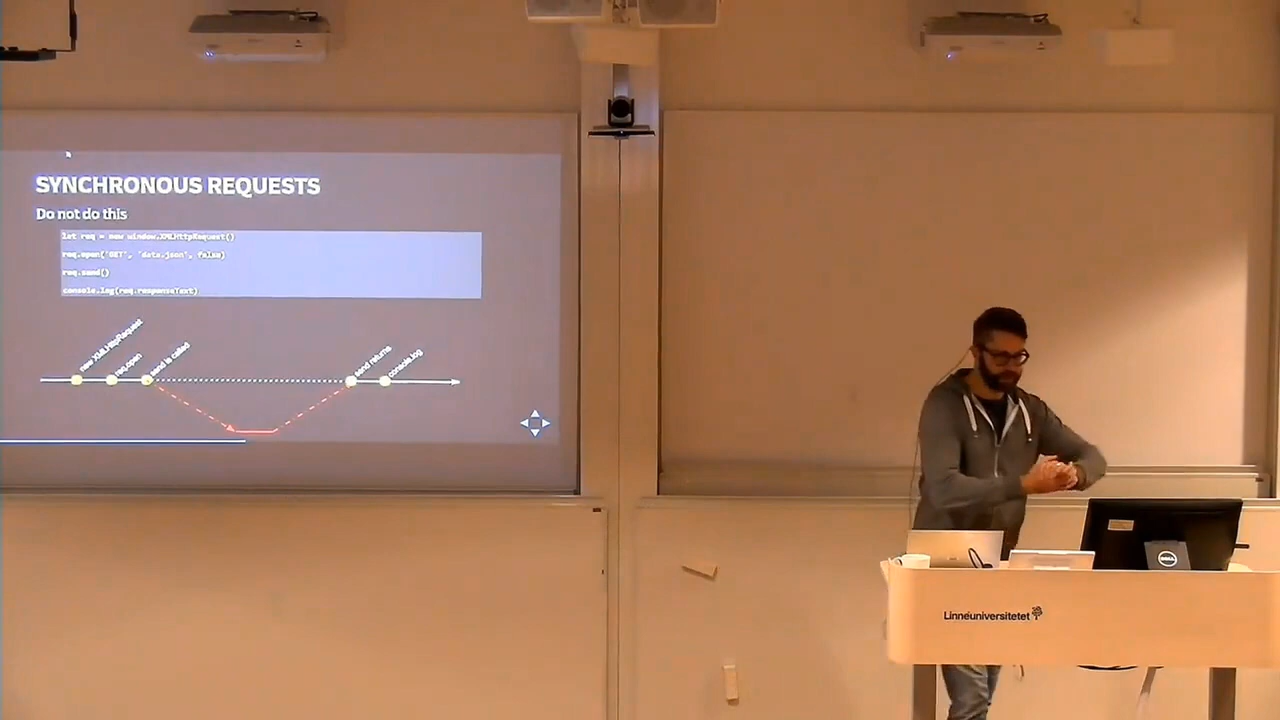 SYNCHRONOUS REQUESTS
Do not do this
let req = new window.XMLHttpRequest()
req.open('GET', 'data.json', false)
req.send()
console.log(req.responseText)
new XMLHttpRequest
req.open
send is called
send returns
console.log
DELL
Linnéuniversitetet